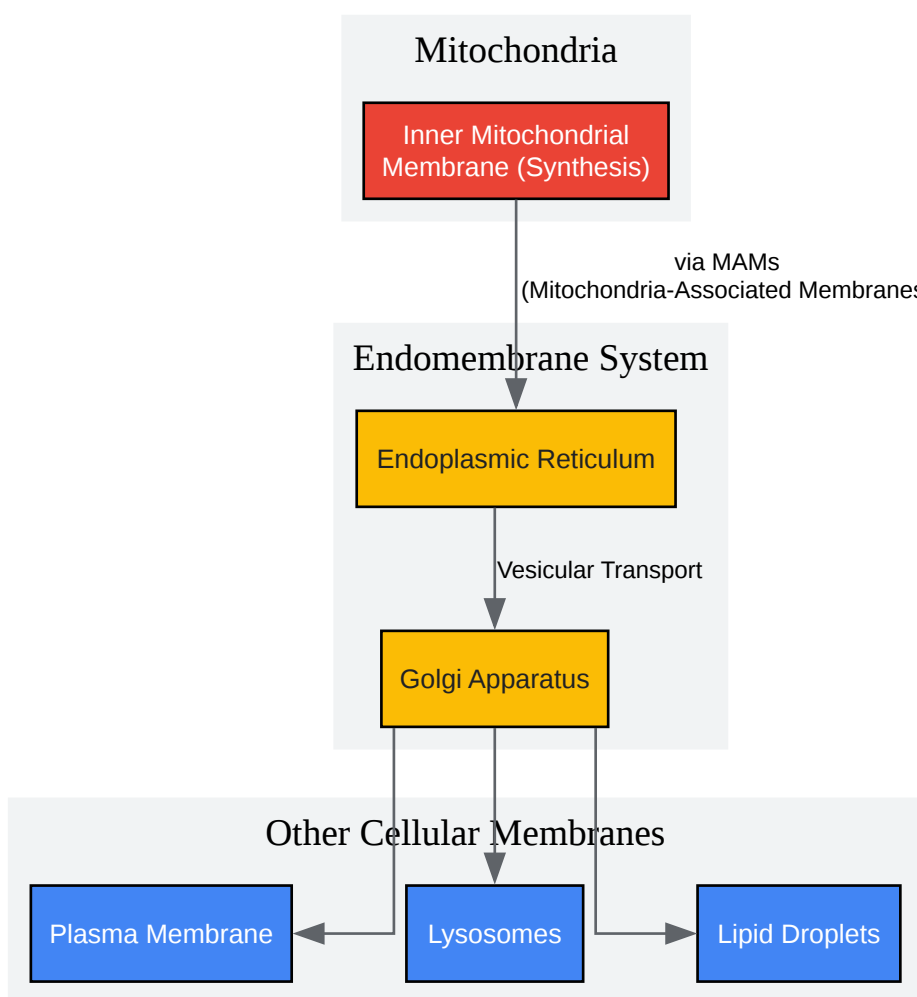 Mitochondria
Inner Mitochondrial
Membrane (Synthesis)
via MAMs
(Mitochondria-Associated Membranes
Endomembrane System
Endoplasmic Reticulum
Vesicular Transport
Golgi Apparatus
Other Cellular Membranes
Plasma Membrane
Lysosomes
Lipid Droplets